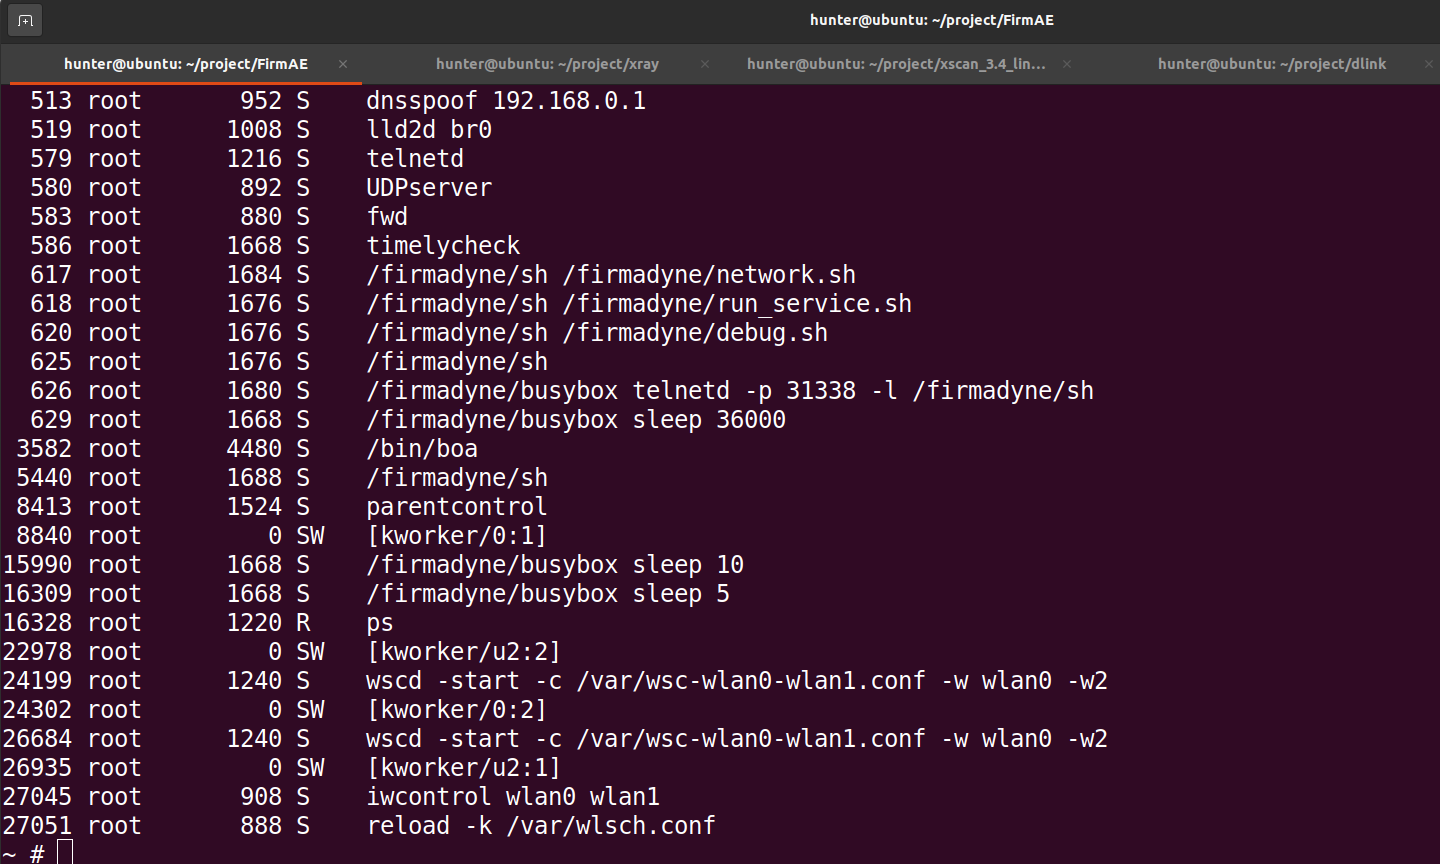 hunter@ubuntu: ~/project/FirmAE
hunter@ubuntu: ~/project/FirmAE × hunter@ubuntu: ~/project/xray × hunter@ubuntu: ~/project/xscan_3.4_lin... × hunter@ubuntu: ~/project/dlink ×
513 root 952 S dnsspoof 192.168.0.1
519 root 1008 S lld2d br0
579 root 1216 S telnetd
580 root 892 S UDPserver
583 root 880 S fwd
586 root 1668 S timelycheck
617 root 1684 S /firmadyne/sh /firmadyne/network.sh
618 root 1676 S /firmadyne/sh /firmadyne/run_service.sh
620 root 1676 S /firmadyne/sh /firmadyne/debug.sh
625 root 1676 S /firmadyne/sh
626 root 1680 S /firmadyne/busybox telnetd -p 31338 -l /firmadyne/sh
629 root 1668 S /firmadyne/busybox sleep 36000
3582 root 4480 S /bin/boa
5440 root 1688 S /firmadyne/sh
8413 root 1524 S parentcontrol
8840 root 0 SW [kworker/0:1]
15990 root 1668 S /firmadyne/busybox sleep 10
16309 root 1668 S /firmadyne/busybox sleep 5
16328 root 1220 R ps
22978 root 0 SW [kworker/u2:2]
24199 root 1240 S wscd -start -c /var/wsc-wlan0-wlan1.conf -w wlan0 -w2
24302 root 0 SW [kworker/0:2]
26684 root 1240 S wscd -start -c /var/wsc-wlan0-wlan1.conf -w wlan0 -w2
26935 root 0 SW [kworker/u2:1]
27045 root 908 S iwcontrol wlan0 wlan1
27051 root 888 S reload -k /var/wlsch.conf
~ #